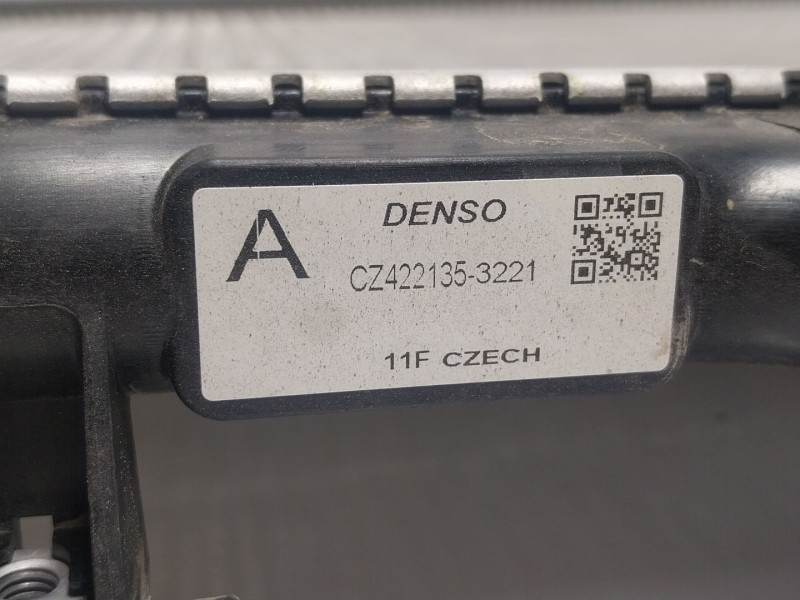 A
DENSO
CZ422135-3221
11F CZECH